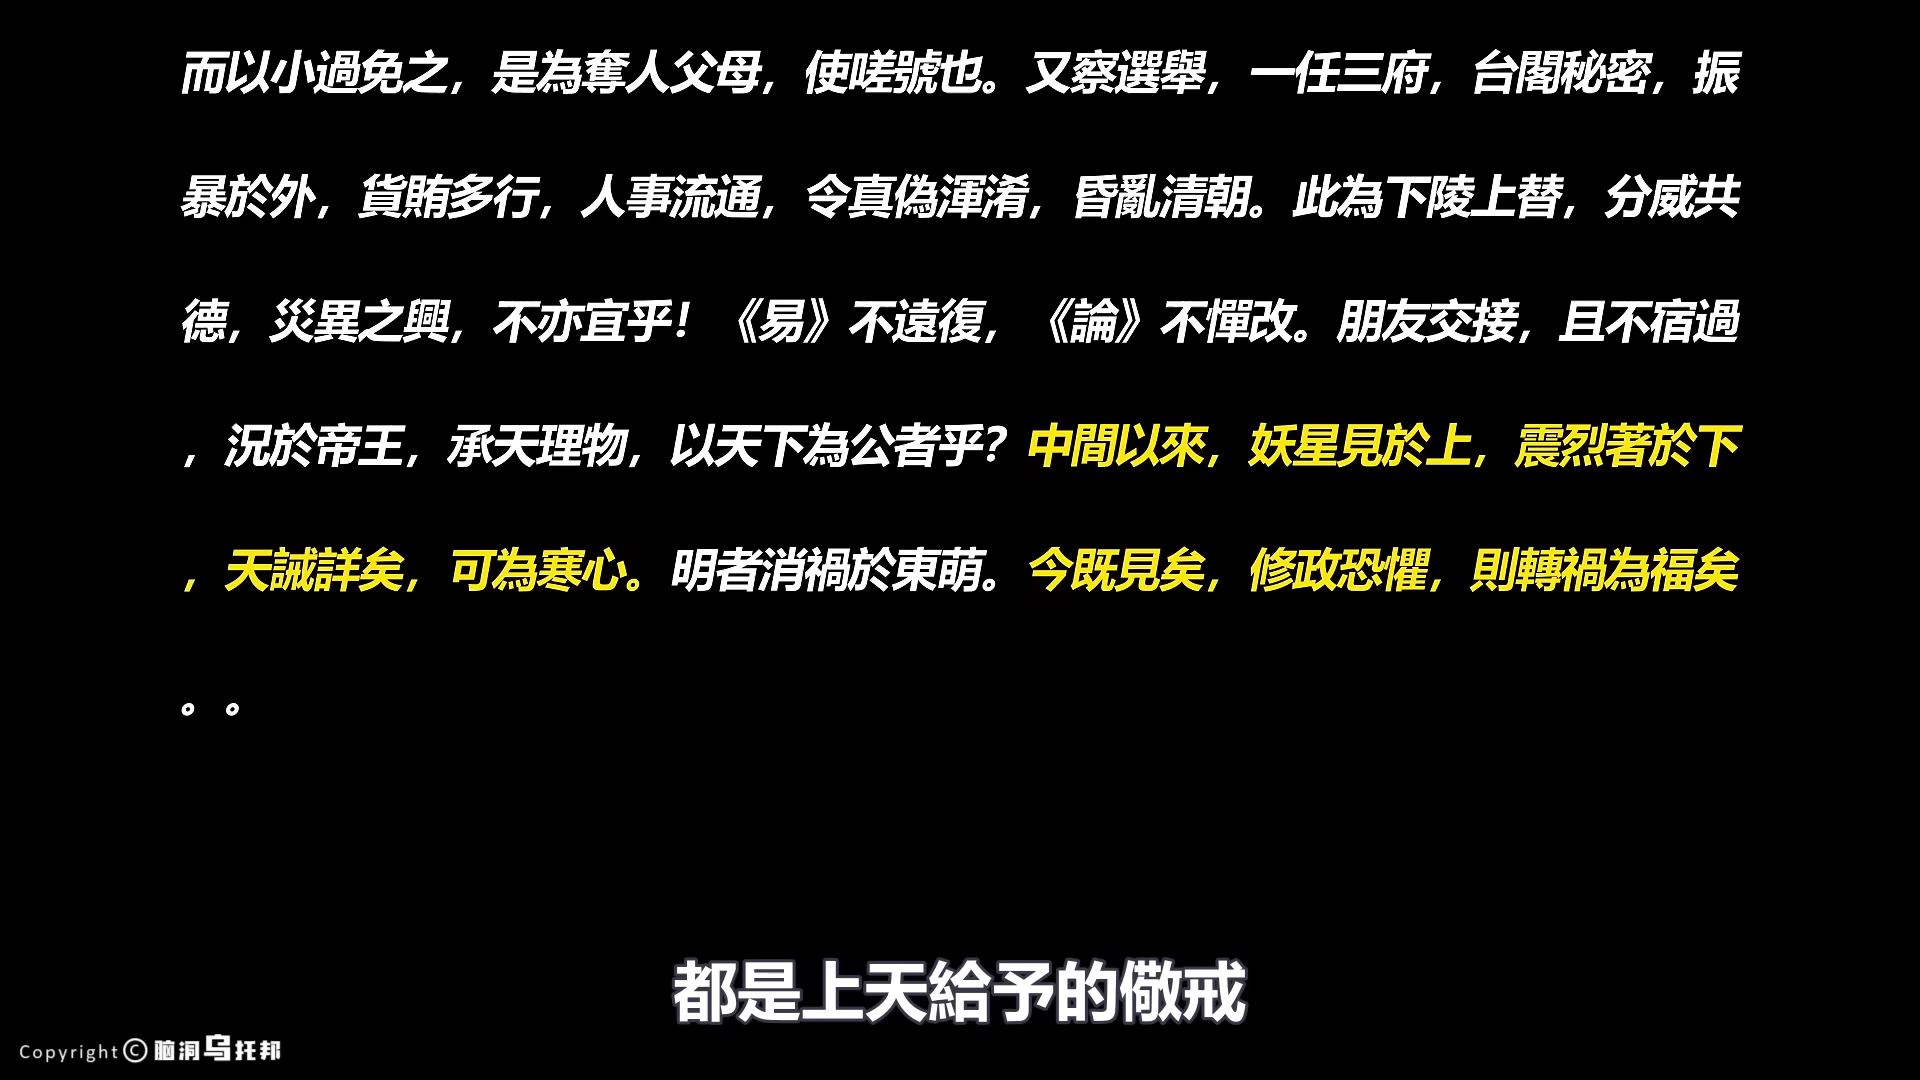 而以小過免之，是為奪人父母，使嗟號也。又察選舉，一任三府，台閣秘密，振
暴於外，貨賄多行，人事流通，令真偽渾淆，昏亂清朝。此為下陵上替，分威共
德，災異之興，不亦宜乎！《易》不遠復，《論》不憚改。朋友交接，且不宿過
，況於帝王，承天理物，以天下為公者乎？中間以來，妖星見於上，震烈著於下
，天誡詳矣，可為寒心。明者消禍於東萌。今既見矣，修政恐懼，則轉禍為福矣
。。
都是上天給予的儆戒
Copyright © 脑洞乌托邦